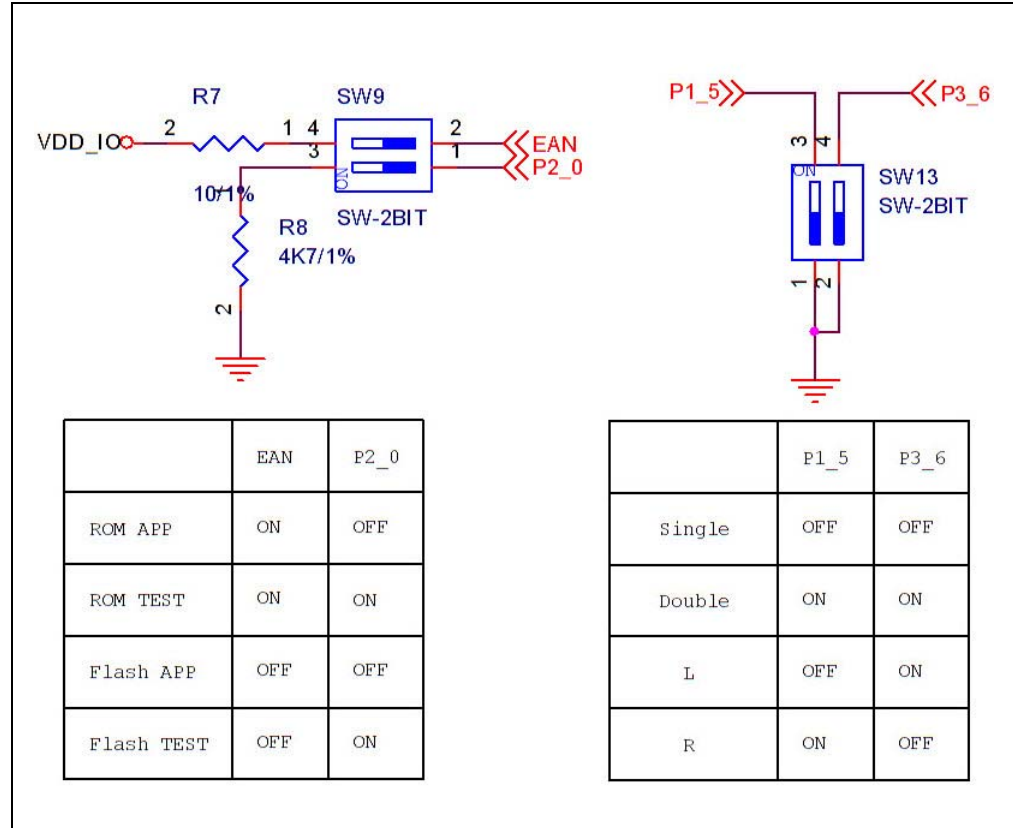 R7 SW9
VDD_IO 2 1 4 2 EAN
3 1 P2_0
ON
10/1% 1
SW-2BIT
R8
4K7/1%
2
P1_5 P3_6
3 4
ON
SW13
SW-2BIT
1 2
EAN P2_0
ROM APP ON OFF
ROM TEST ON ON
Flash APP OFF OFF
Flash TEST OFF ON
P1_5 P3_6
Single OFF OFF
Double ON ON
L OFF ON
R ON OFF